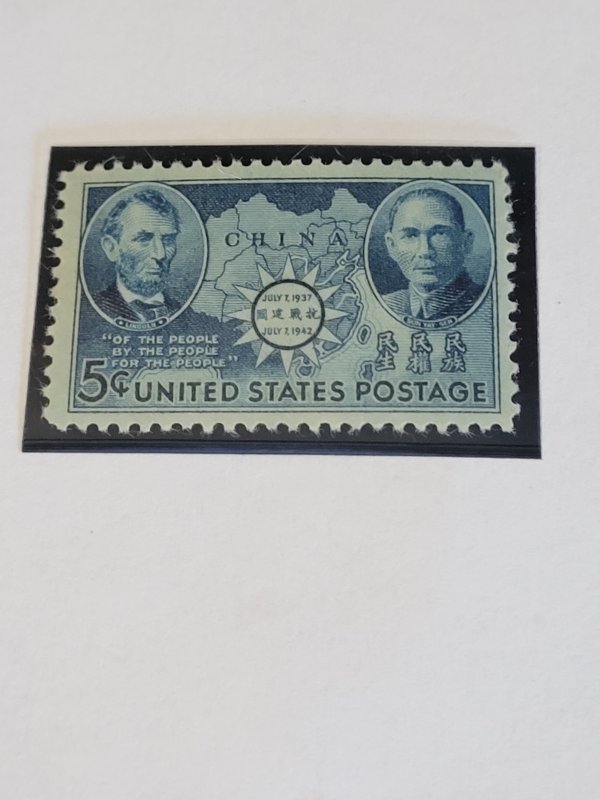 CHINA
LINCOLN
SUN YAT SEN
JULY 7, 1937
國建戰抗
JULY 7, 1942
"OF THE PEOPLE
BY THE PEOPLE
FOR THE PEOPLE"
民族
民權
民生
5¢ UNITED STATES POSTAGE